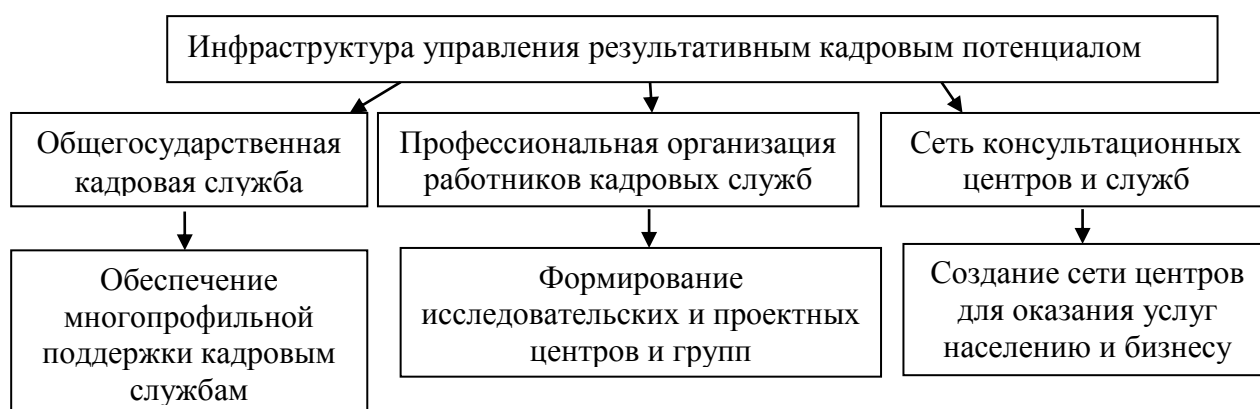 Инфраструктура управления результативным кадровым потенциалом
Общегосударственная
кадровая служба
Профессиональная организация
работников кадровых служб
Сеть консультационных
центров и служб
Обеспечение
многопрофильной
поддержки кадровым
службам
Формирование
исследовательских и проектных
центров и групп
Создание сети центров
для оказания услуг
населению и бизнесу